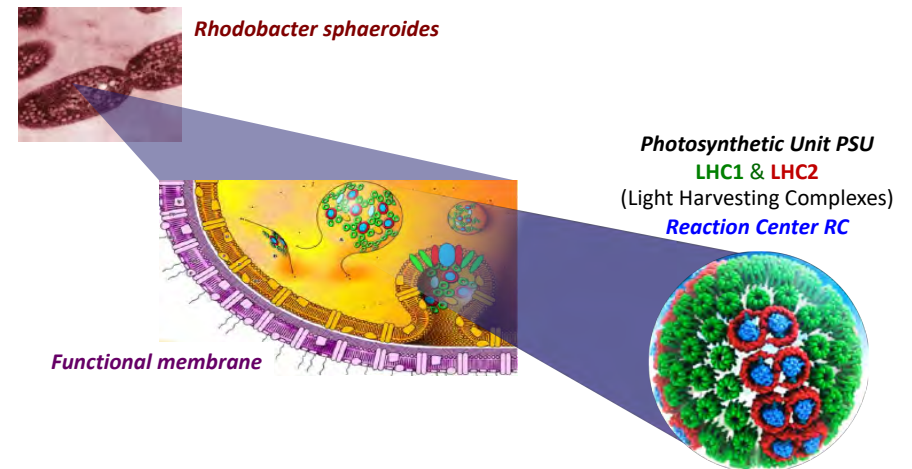 Rhodobacter sphaeroides
Photosynthetic Unit PSU
LHC1 & LHC2
(Light Harvesting Complexes)
Reaction Center RC
Functional membrane